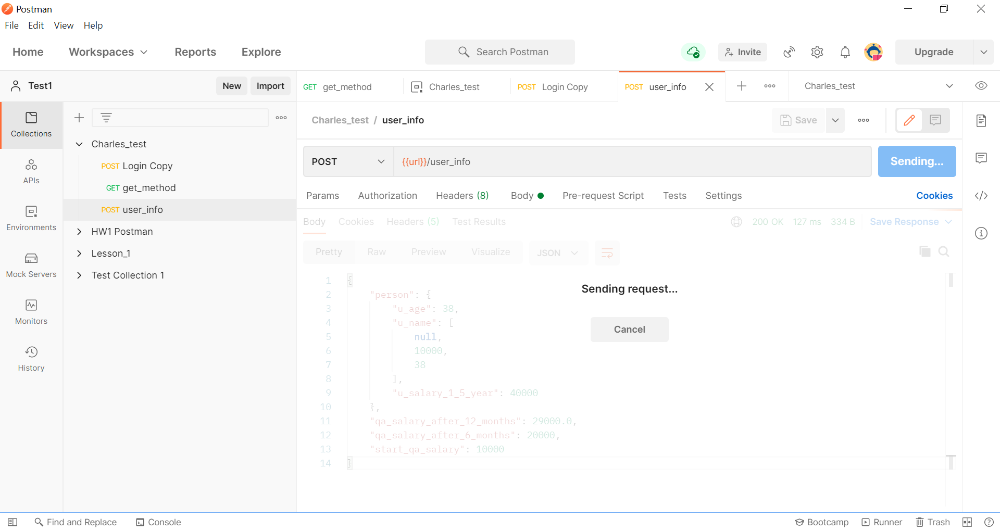 Postman
File Edit View Help
Home Workspaces Reports Explore Search Postman Invite Upgrade
Test1 New Import GET get_method Charles_test POST Login Copy POST user_info Charles_test
Collections
APIs
Environments
Mock Servers
Monitors
History
Charles_test
POST Login Copy
GET get_method
POST user_info
HW1 Postman
Lesson_1
Test Collection 1
Charles_test / user_info Save
POST {{url}}/user_info Sending...
Params Authorization Headers (8) Body Pre-request Script Tests Settings Cookies
Body Cookies Headers (5) Test Results 200 OK 127 ms 334 B Save Response
Pretty Raw Preview Visualize JSON
Sending request...
Cancel
1 {
2 "person": {
3 "u_age": 38,
4 "u_name": [
5 null,
6 10000,
7 38
8 ],
9 "u_salary_1_5_year": 40000
10 },
11 "qa_salary_after_12_months": 29000.0,
12 "qa_salary_after_6_months": 20000,
13 "start_qa_salary": 10000
14 }
Find and Replace Console Bootcamp Runner Trash